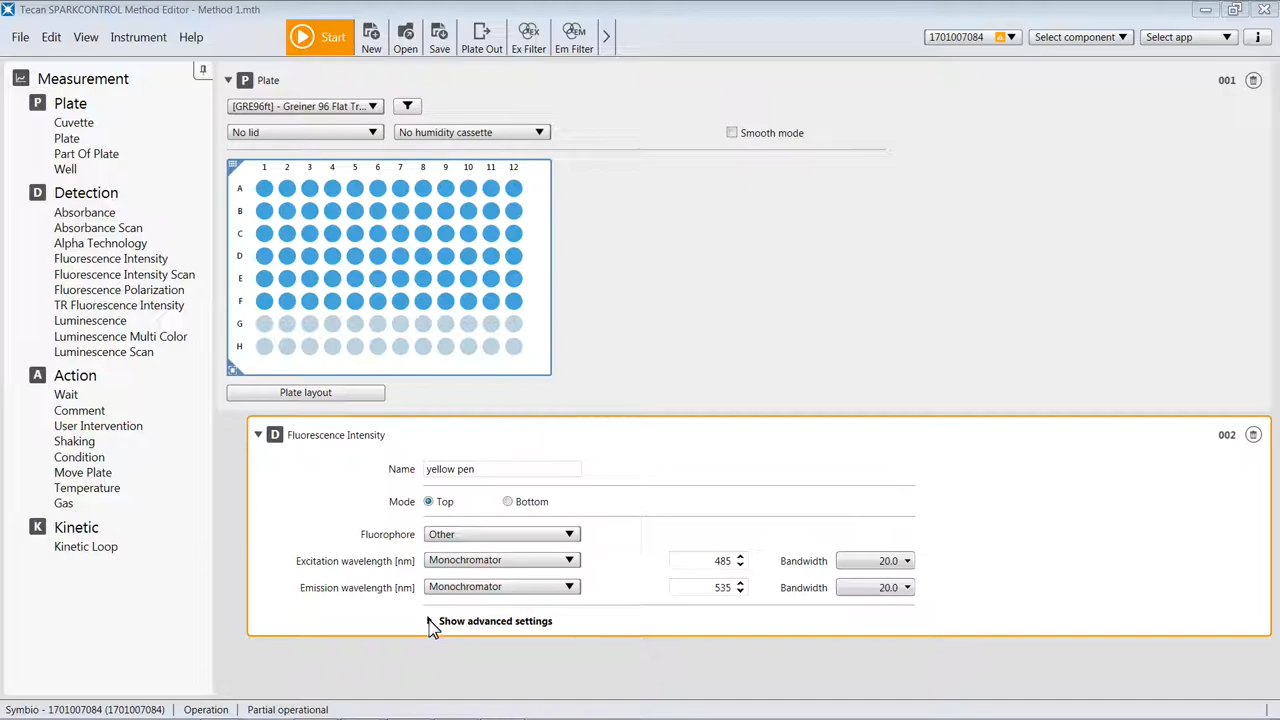 Tecan SPARKCONTROL Method Editor - Method 1.mth
File Edit View Instrument Help
Start New Open Save Plate Out Ex Filter Em Filter
1701007084 Select component Select app i
Measurement
P Plate
Cuvette
Plate
Part Of Plate
Well
D Detection
Absorbance
Absorbance Scan
Alpha Technology
Fluorescence Intensity
Fluorescence Intensity Scan
Fluorescence Polarization
TR Fluorescence Intensity
Luminescence
Luminescence Multi Color
Luminescence Scan
A Action
Wait
Comment
User Intervention
Shaking
Condition
Move Plate
Temperature
Gas
K Kinetic
Kinetic Loop
P Plate 001
[GRE96ft] - Greiner 96 Flat Tr...
No lid No humidity cassette Smooth mode
1 2 3 4 5 6 7 8 9 10 11 12
A
B
C
D
E
F
G
H
Plate layout
D Fluorescence Intensity 002
Name yellow pen
Mode Top Bottom
Fluorophore Other
Excitation wavelength [nm] Monochromator 485 Bandwidth 20.0
Emission wavelength [nm] Monochromator 535 Bandwidth 20.0
Show advanced settings
Symbio - 1701007084 (1701007084) Operation Partial operational